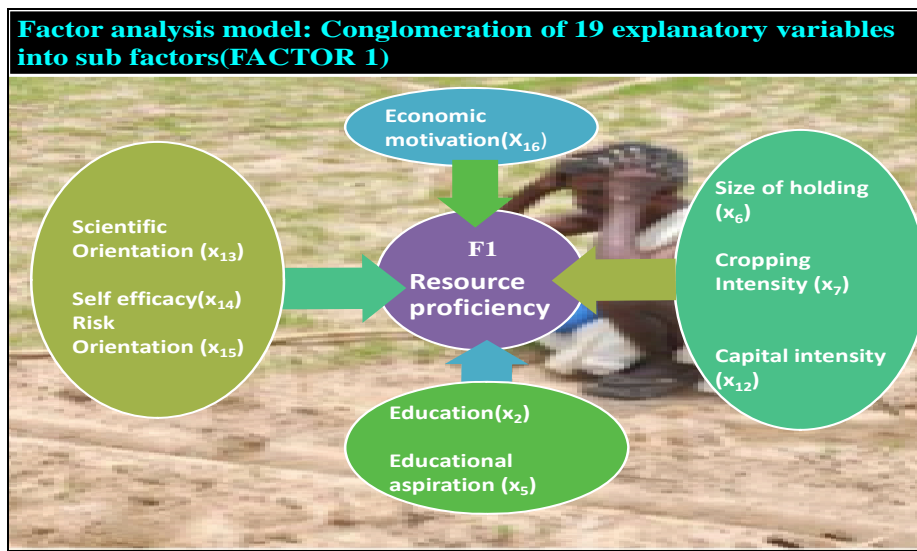 Factor analysis model: Conglomeration of 19 explanatory variables
into sub factors(FACTOR 1)
Economic
motivation(X₁₆)
Scientific
Orientation (x₁₃)
Self efficacy(x₁₄)
Risk
Orientation (x₁₅)
F1
Resource
proficiency
Size of holding
(x₆)
Cropping
Intensity (x₇)
Capital intensity
(x₁₂)
Education(x₂)
Educational
aspiration (x₅)